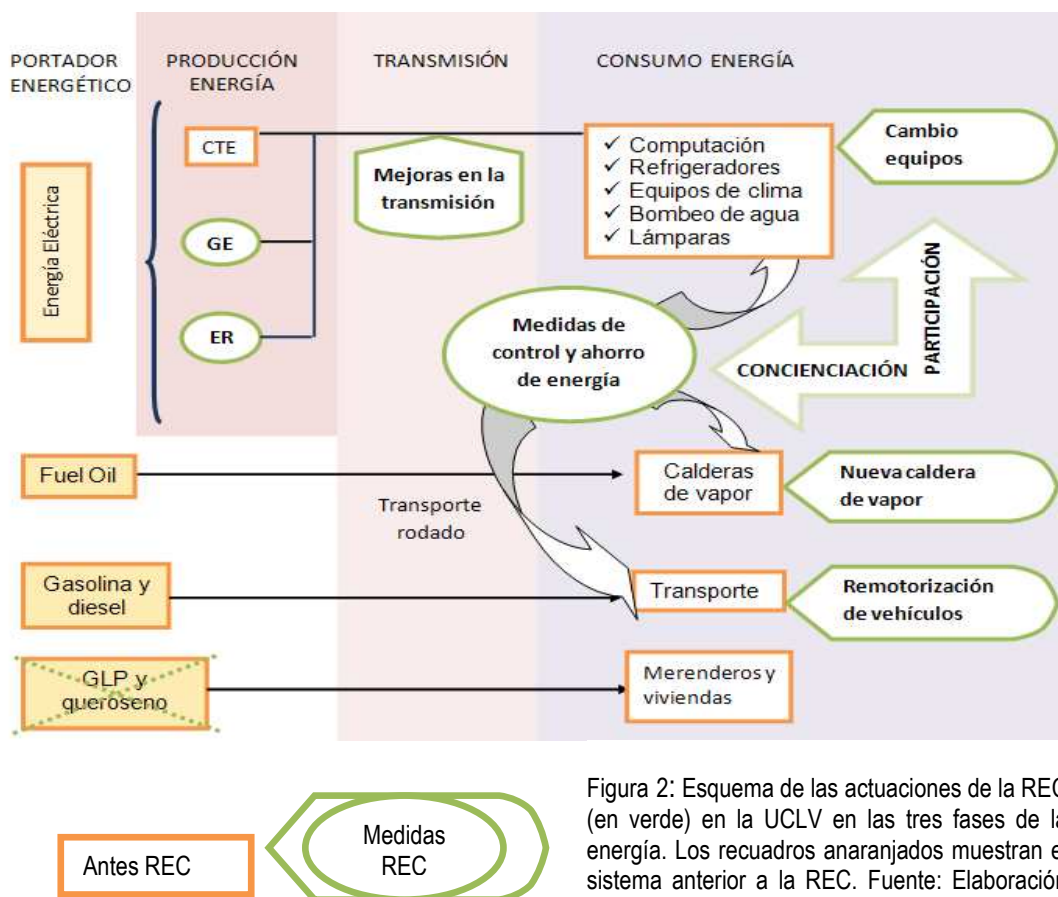 PORTADOR
ENERGÉTICO
PRODUCCIÓN
ENERGÍA
TRANSMISIÓN
CONSUMO ENERGÍA
Energía Eléctrica
CTE
GE
ER
Mejoras en la
transmisión
✓ Computación
✓ Refrigeradores
✓ Equipos de clima
✓ Bombeo de agua
✓ Lámparas
Cambio
equipos
Medidas de
control y ahorro
de energía
CONCIENCIACIÓN
PARTICIPACIÓN
Fuel Oil
Transporte
rodado
Calderas
de vapor
Nueva caldera
de vapor
Gasolina y
diesel
Transporte
Remotorización
de vehículos
GLP y
queroseno
Merenderos y
viviendas
Antes REC
Medidas
REC
Figura 2: Esquema de las actuaciones de la REC
(en verde) en la UCLV en las tres fases de la
energía. Los recuadros anaranjados muestran e
sistema anterior a la REC. Fuente: Elaboración